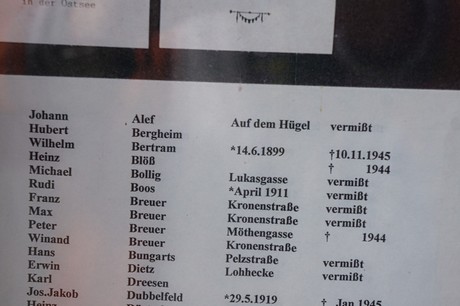 in der Ostsee
Johann Alef Auf dem Hügel vermißt
Hubert Bergheim
Wilhelm Bertram *14.6.1899 †10.11.1945
Heinz Blöß † 1944
Michael Bollig Lukasgasse vermißt
Rudi Boos *April 1911 vermißt
Franz Breuer Kronenstraße vermißt
Max Breuer Kronenstraße vermißt
Peter Breuer Möthengasse † 1944
Winand Breuer Kronenstraße
Hans Bungarts Pelzstraße vermißt
Erwin Dietz Lohhecke vermißt
Karl Dreesen
Jos.Jakob Dubbelfeld *29.5.1919 † Jan 1945